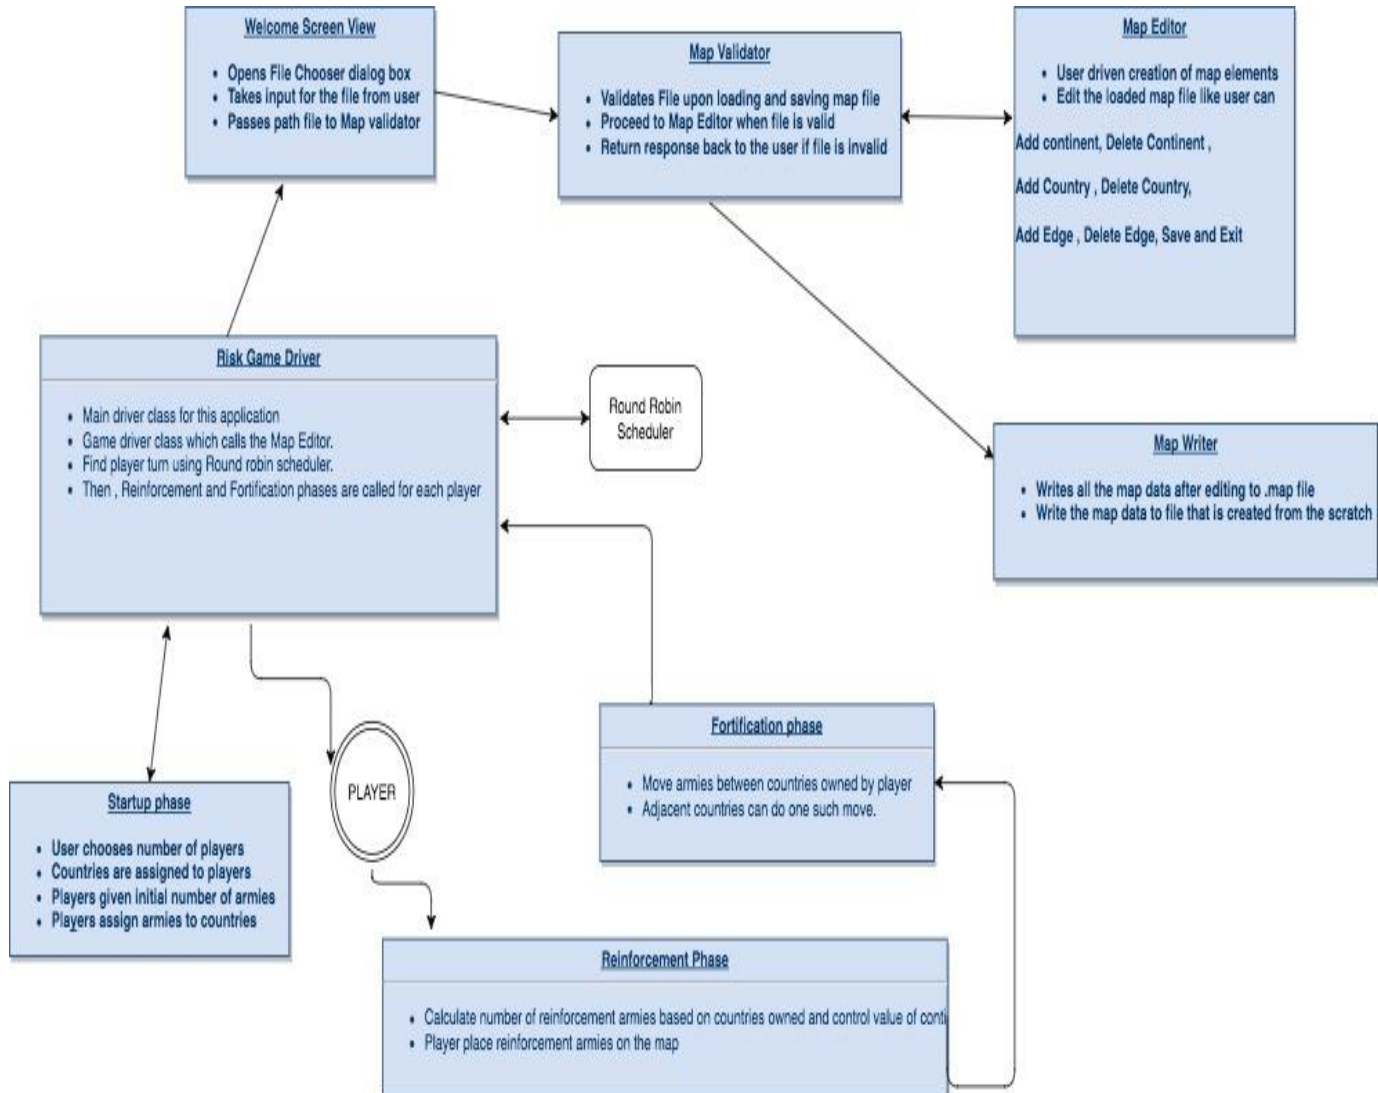 Welcome Screen View
Opens File Chooser dialog box
Takes input for the file from user
Passes path file to Map validator
Map Validator
Validates File upon loading and saving map file
Proceed to Map Editor when file is valid
Return response back to the user if file is invalid
Map Editor
User driven creation of map elements
Edit the loaded map file like user can
Add continent, Delete Continent ,
Add Country , Delete Country,
Add Edge , Delete Edge, Save and Exit
Risk Game Driver
Main driver class for this application
Game driver class which calls the Map Editor.
Find player turn using Round robin scheduler.
Then , Reinforcement and Fortification phases are called for each player
Round Robin
Scheduler
Map Writer
Writes all the map data after editing to .map file
Write the map data to file that is created from the scratch
Fortification phase
Move armies between countries owned by player
Adjacent countries can do one such move.
PLAYER
Startup phase
User chooses number of players
Countries are assigned to players
Players given initial number of armies
Players assign armies to countries
Reinforcement Phase
Calculate number of reinforcement armies based on countries owned and control value of
Player place reinforcement armies on the map